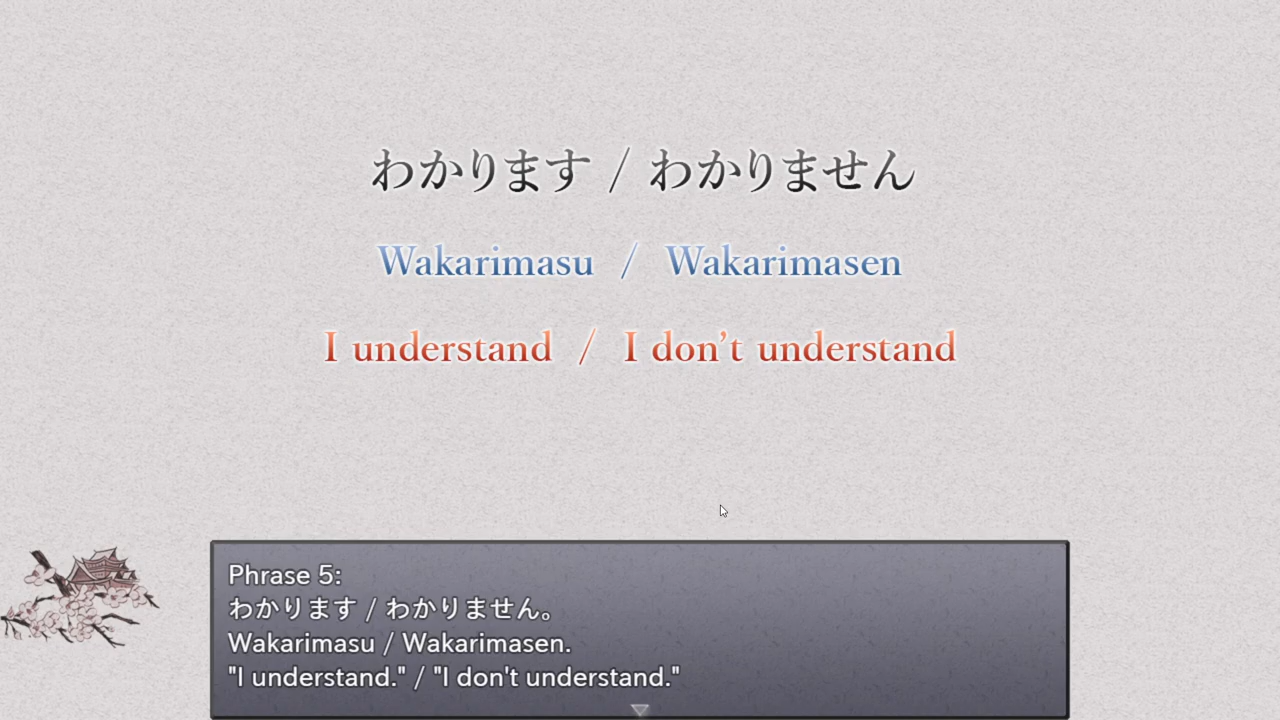 わかります / わかりません
Wakarimasu / Wakarimasen
I understand / I don’t understand
Phrase 5:
わかります / わかりません。
Wakarimasu / Wakarimasen.
"I understand." / "I don't understand."